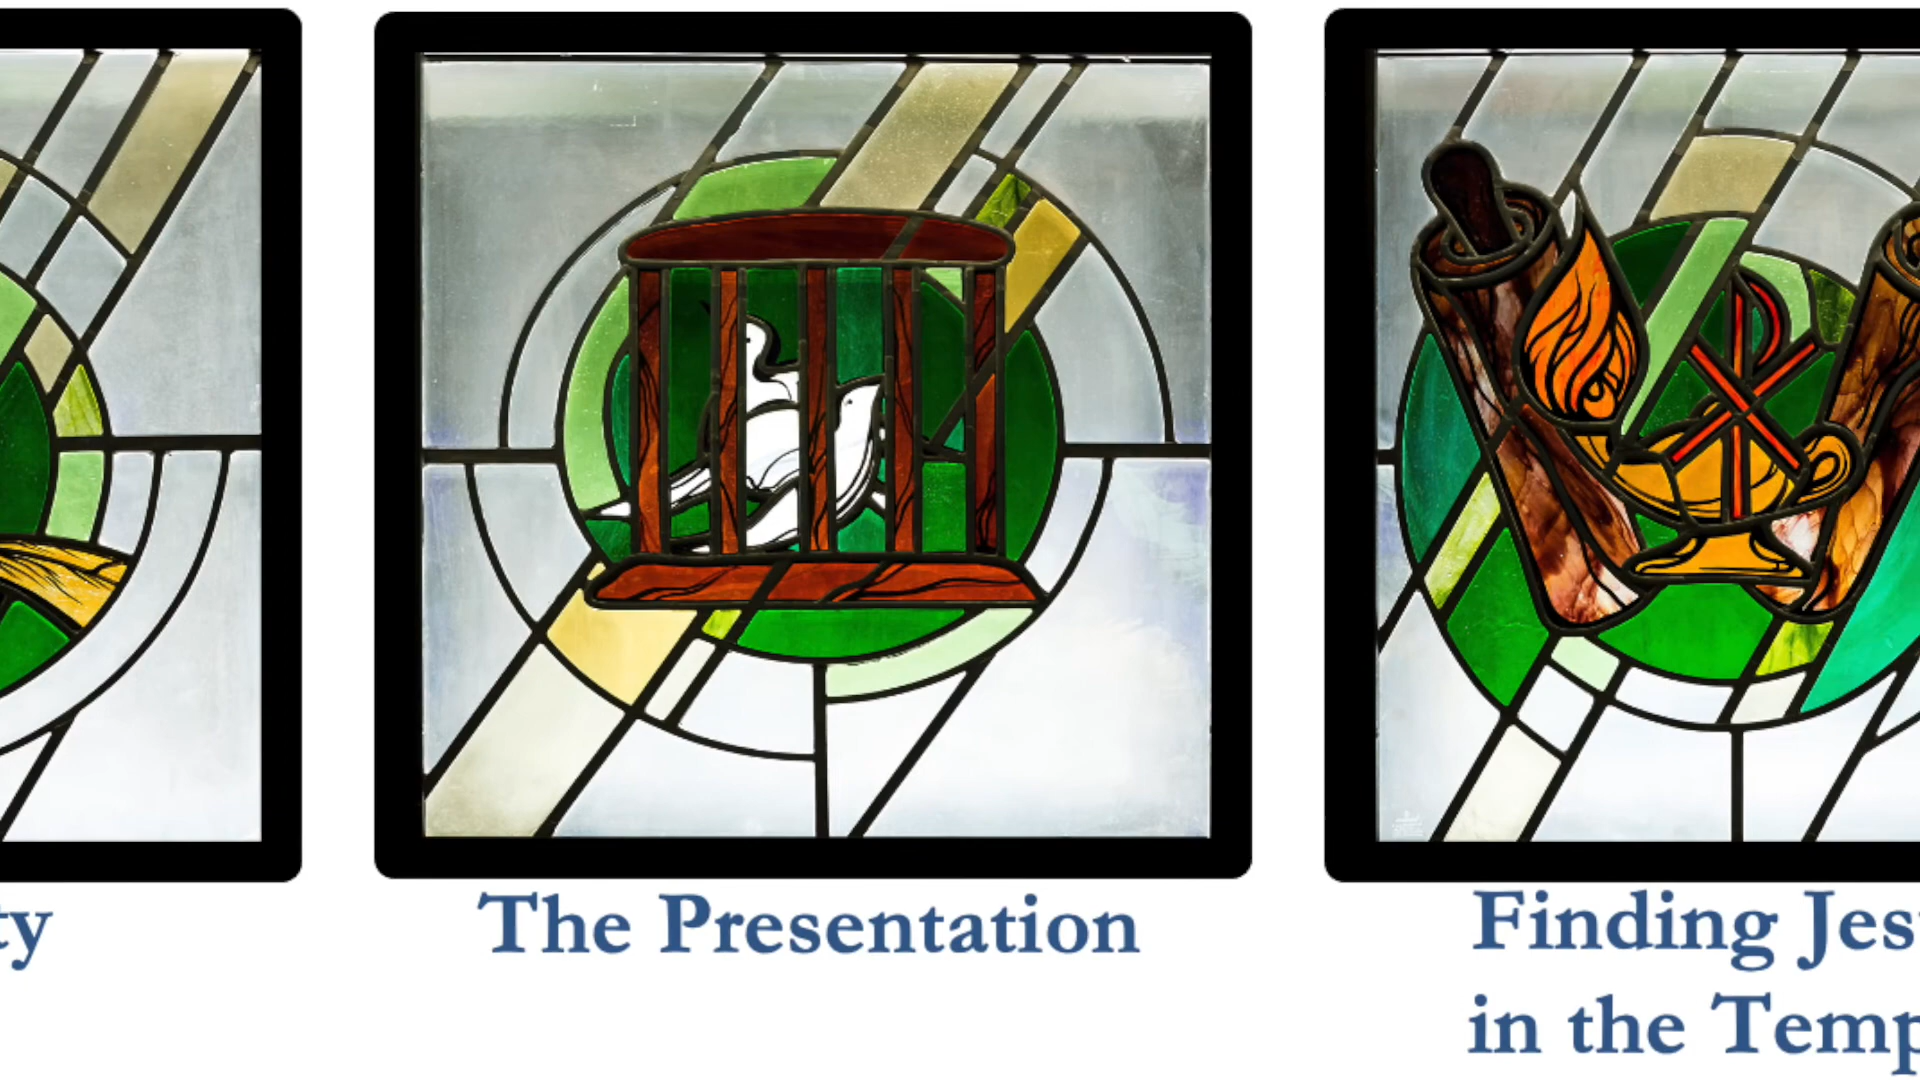 ty
The Presentation
Finding Jes
in the Temp